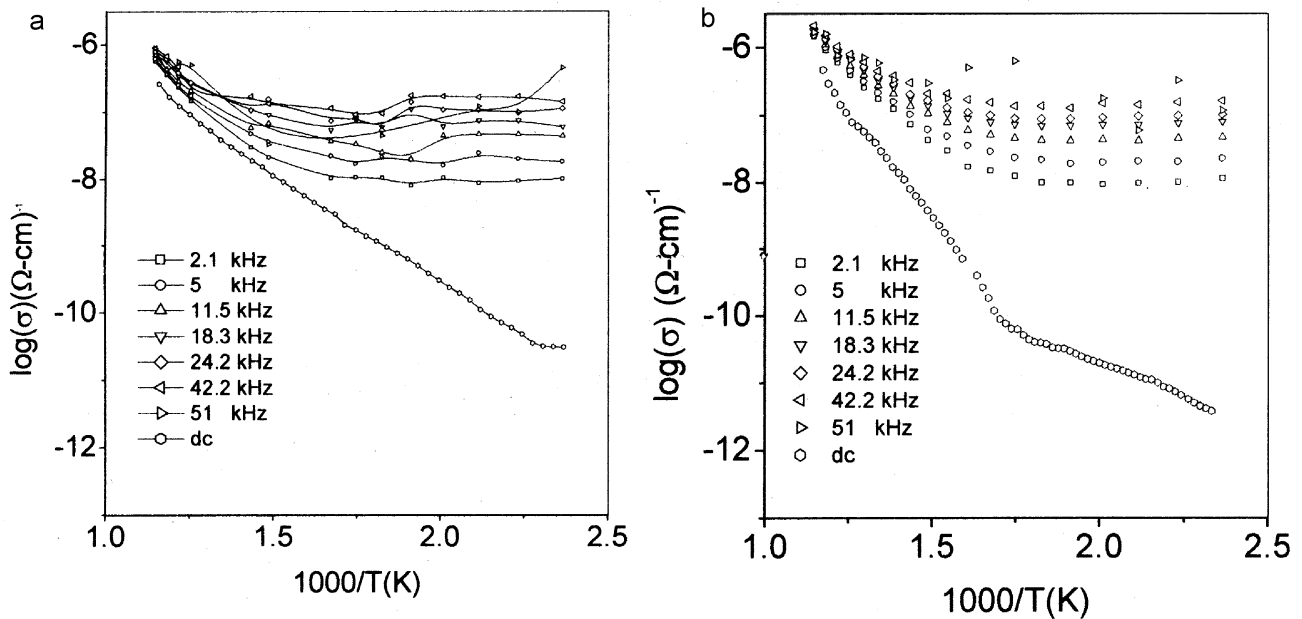 a
log(σ)(Ω-cm)⁻¹
-6
-8
-10
-12
2.1 kHz
5 kHz
11.5 kHz
18.3 kHz
24.2 kHz
42.2 kHz
51 kHz
dc
1.0
1.5
2.0
2.5
1000/T(K)
b
log(σ) (Ω-cm)⁻¹
-6
-8
-10
-12
2.1 kHz
5 kHz
11.5 kHz
18.3 kHz
24.2 kHz
42.2 kHz
51 kHz
dc
1.0
1.5
2.0
2.5
1000/T(K)